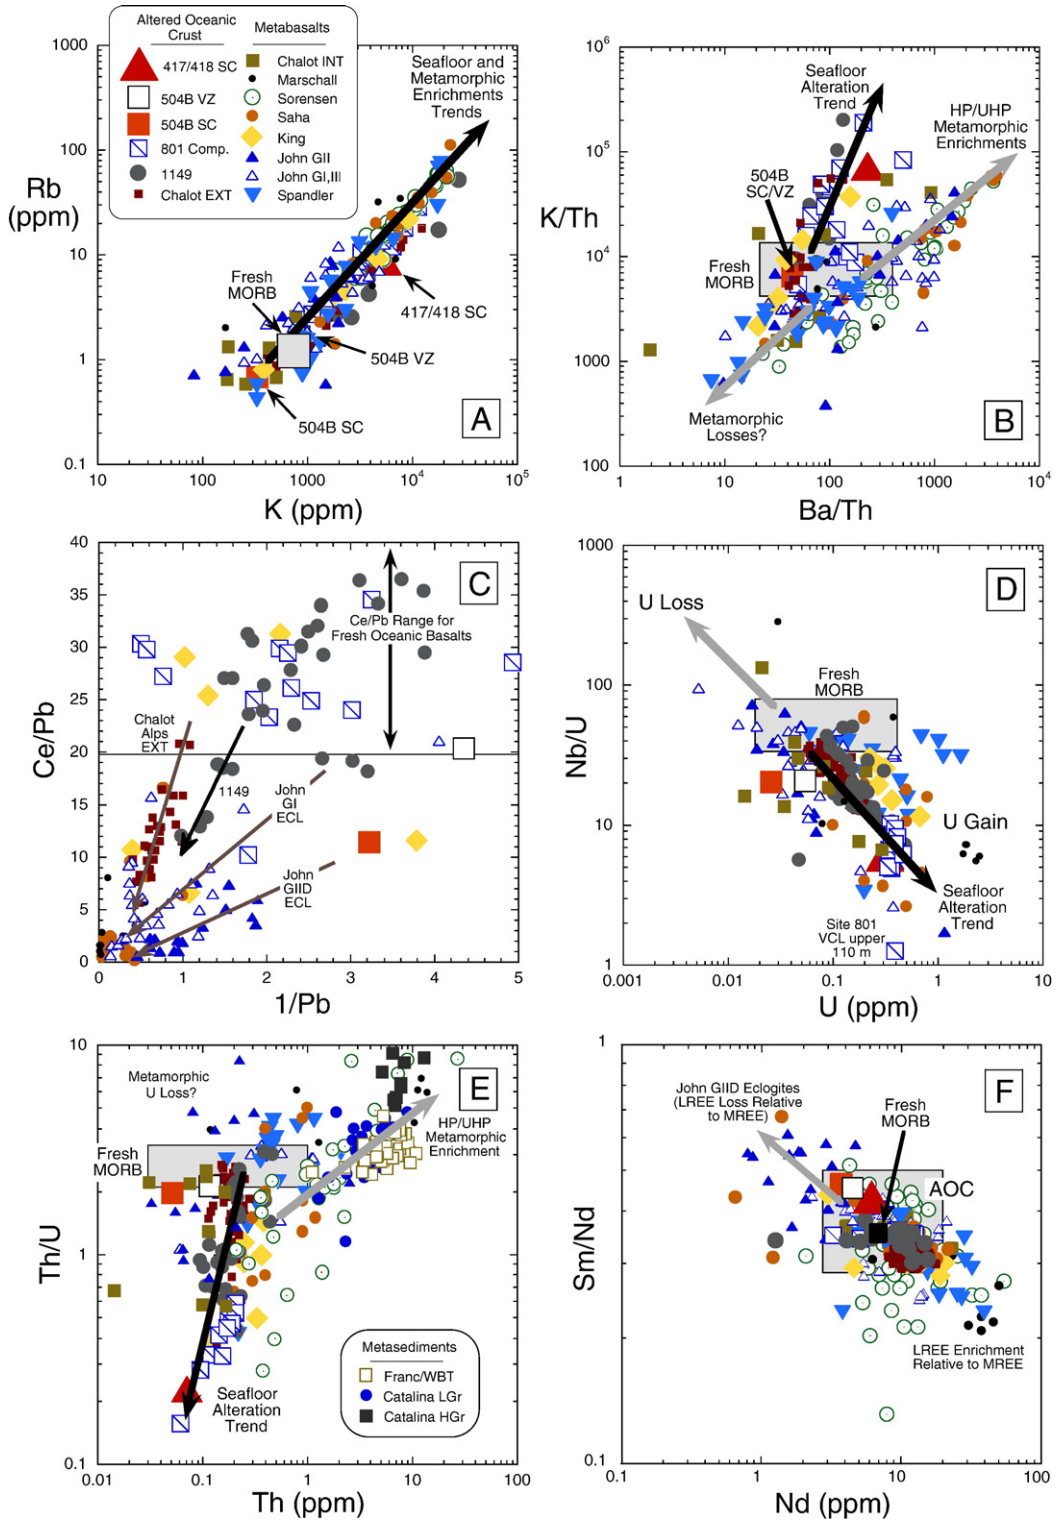 Altered Oceanic
Crust
417/418 SC
504B VZ
504B SC
801 Comp.
1149
Chalot EXT
Metabasalts
Chalot INT
Marschall
Sorensen
Saha
King
John GII
John GI,III
Spandler
1000
100
10
1
0.1
Rb
(ppm)
Seafloor and
Metamorphic
Enrichments
Trends
Fresh
MORB
417/418 SC
504B VZ
504B SC
A
10
100
1000
10^4
10^5
K (ppm)
10^6
10^5
10^4
1000
100
K/Th
Seafloor
Alteration
Trend
HP/UHP
Metamorphic
Enrichments
504B
SC/VZ
Fresh
MORB
Metamorphic
Losses?
B
1
10
100
1000
10^4
Ba/Th
40
35
30
25
20
15
10
5
0
Ce/Pb
C
Ce/Pb Range for
Fresh Oceanic Basalts
Chalot
Alps
EXT
1149
John
GI
ECL
John
GIID
ECL
0
1
2
3
4
5
1/Pb
1000
100
10
1
Nb/U
D
U Loss
Fresh
MORB
U Gain
Seafloor
Alteration
Trend
Site 801
VCL upper
110 m
0.001
0.01
0.1
1
10
U (ppm)
10
1
0.1
Th/U
E
Metamorphic
U Loss?
Fresh
MORB
HP/UHP
Metamorphic
Enrichment
Seafloor
Alteration
Trend
Metasediments
Franc/WBT
Catalina LGr
Catalina HGr
0.01
0.1
1
10
100
Th (ppm)
1
0.1
Sm/Nd
F
John GIID Eclogites
(LREE Loss Relative
to MREE)
Fresh
MORB
AOC
LREE Enrichment
Relative to MREE
0.1
1
10
100
Nd (ppm)